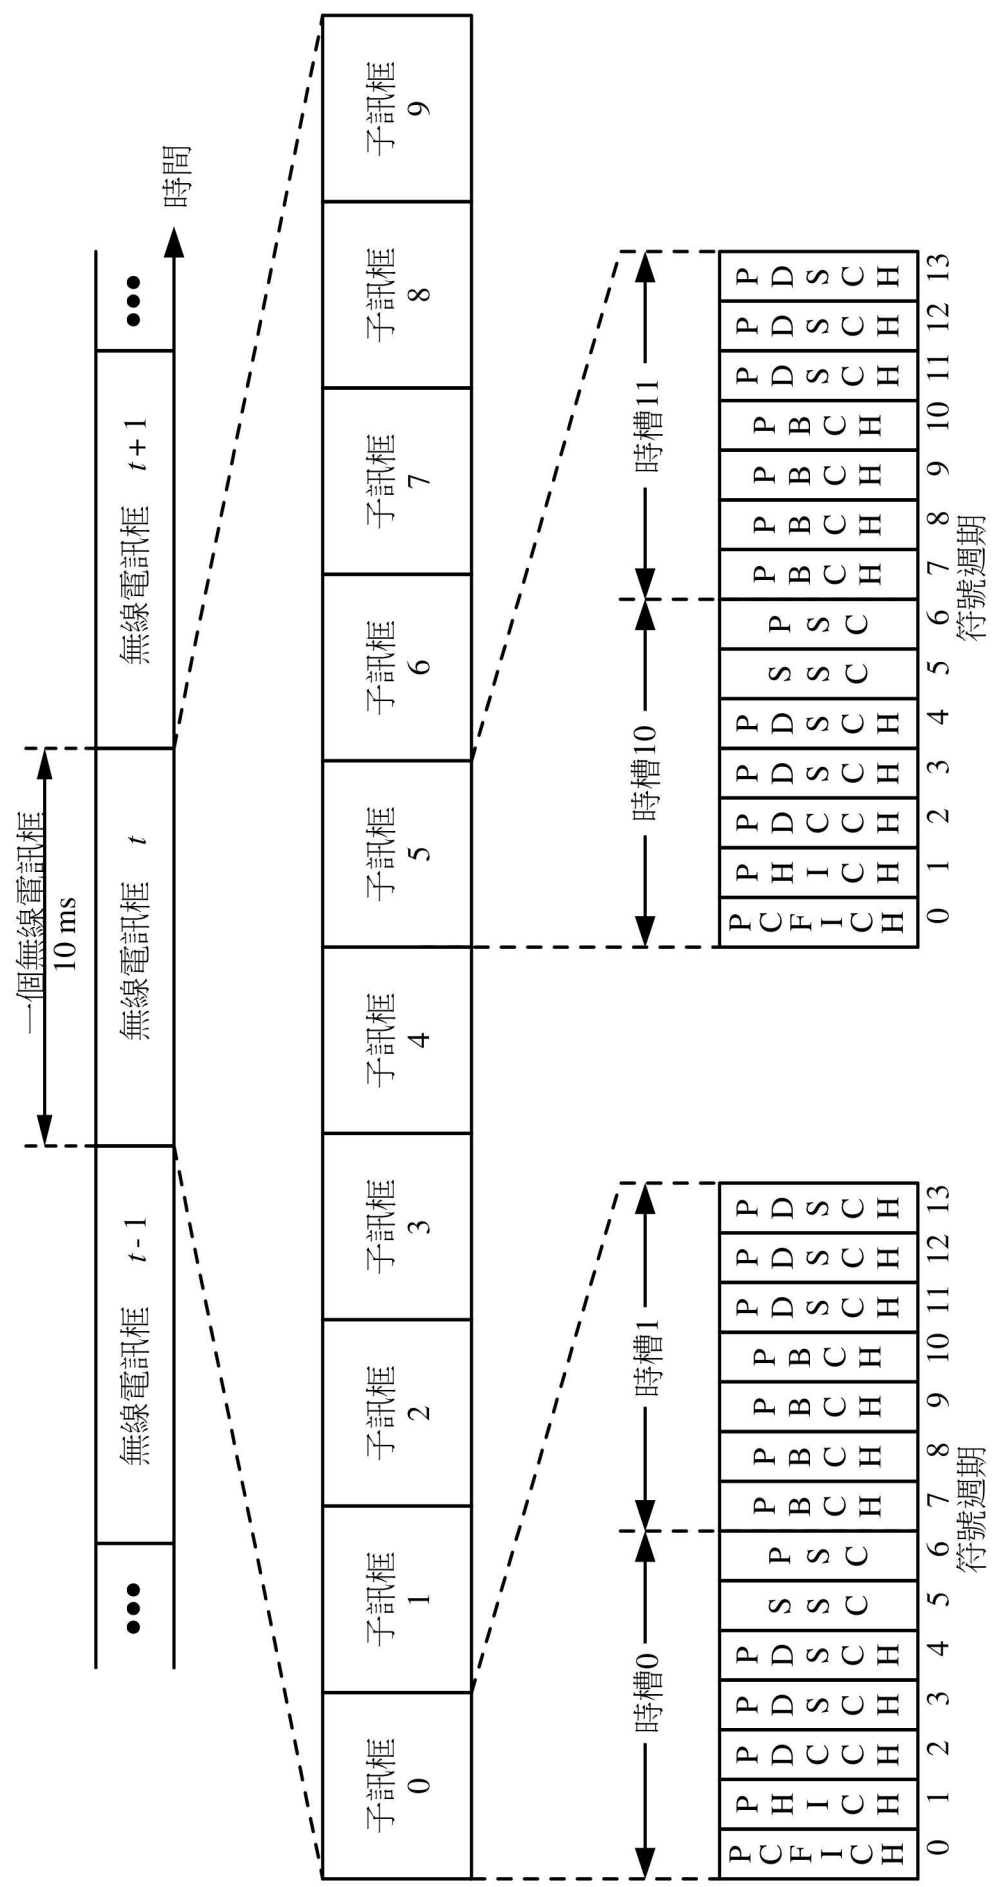 一個無線電訊框
10 ms
••• 無線電訊框 t-1 無線電訊框 t 無線電訊框 t+1 •••
時間
子訊框 子訊框 子訊框 子訊框 子訊框 子訊框 子訊框 子訊框 子訊框 子訊框
0 1 2 3 4 5 6 7 8 9
時槽0 時槽1
PCFICH PHICH PDCCH PDSCH PDSCH SSC PSC PBCH PBCH PBCH PBCH PDSCH PDSCH PDSCH
0 1 2 3 4 5 6 7 8 9 10 11 12 13
符號週期
時槽10 時槽11
PCFICH PHICH PDCCH PDSCH PDSCH SSC PSC PBCH PBCH PBCH PBCH PDSCH PDSCH PDSCH
0 1 2 3 4 5 6 7 8 9 10 11 12 13
符號週期